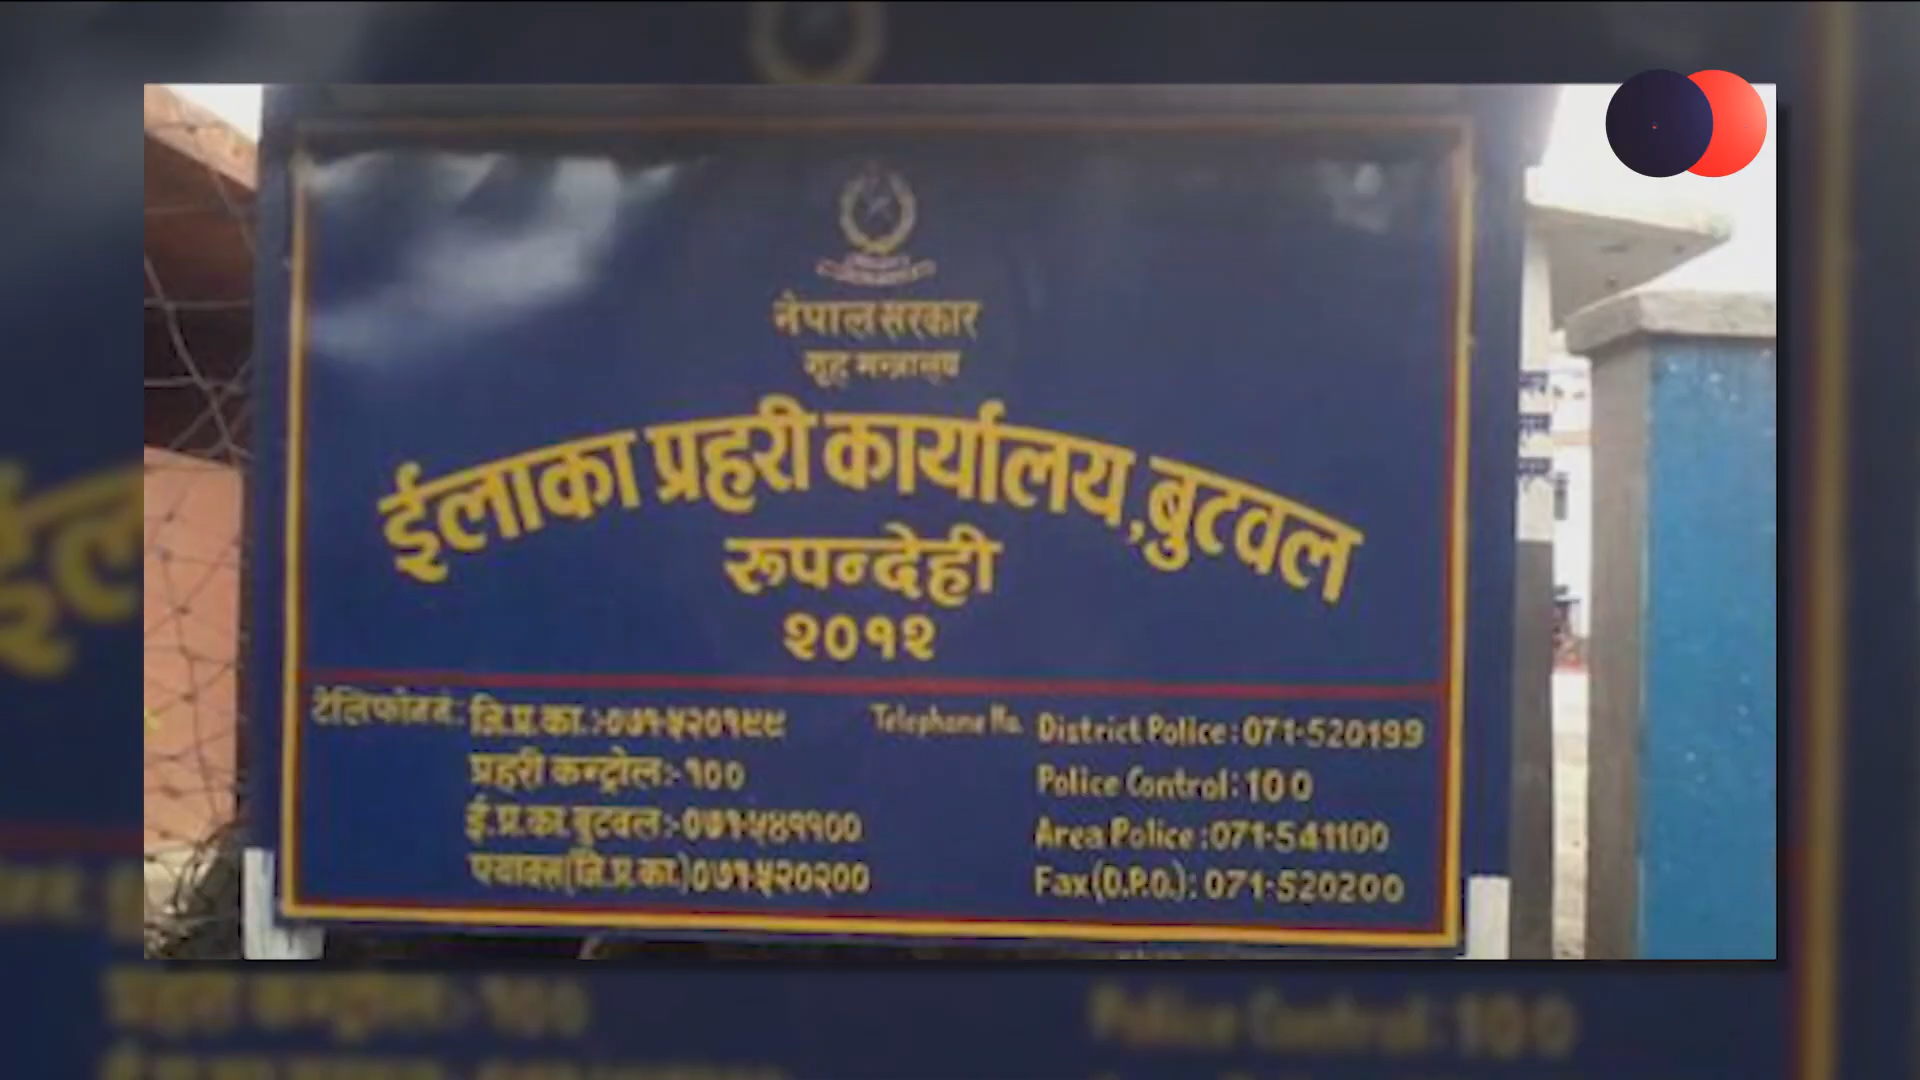 नेपाल सरकार
गृह मन्त्रालय
ईलाका प्रहरी कार्यालय, बुटवल
रुपन्देही
२०१२
टेलिफोन नं. जि.प्र.का.:-०७१-५२०१९९
प्रहरी कन्ट्रोल:- १००
ई.प्र.का.बुटवल:-०७१-५४११००
फ्याक्स(जि.प्र.का.)०७१-५२०२००
Telephone No. District Police:071-520199
Police Control:100
Area Police:071-541100
Fax(D.P.O.): 071-520200